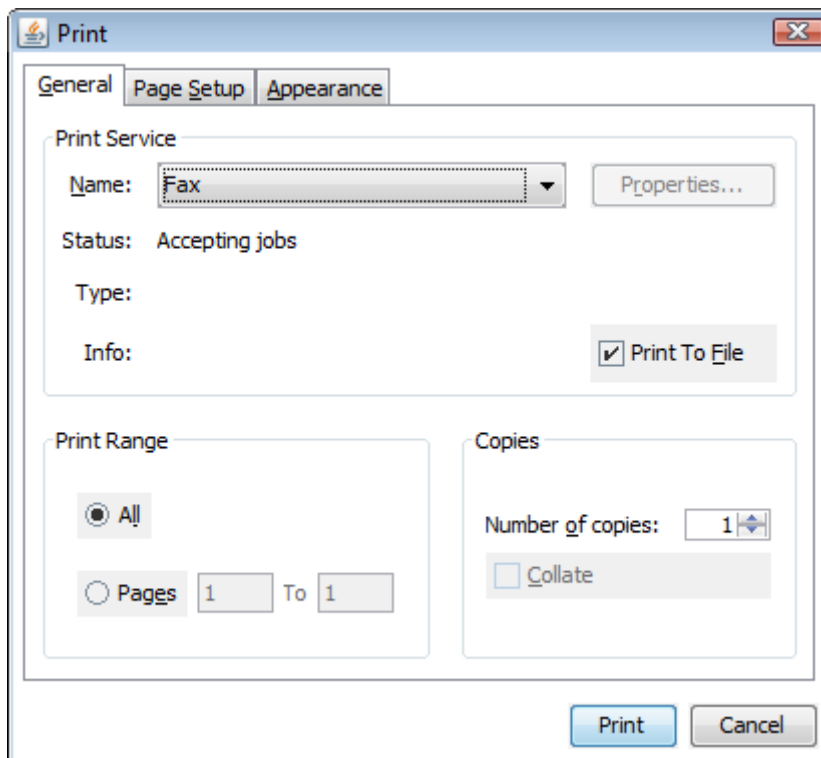 Print
General Page Setup Appearance
Print Service
Name: Fax Properties...
Status: Accepting jobs
Type:
Info: Print To File
Print Range
All
Pages 1 To 1
Copies
Number of copies: 1
Collate
Print Cancel